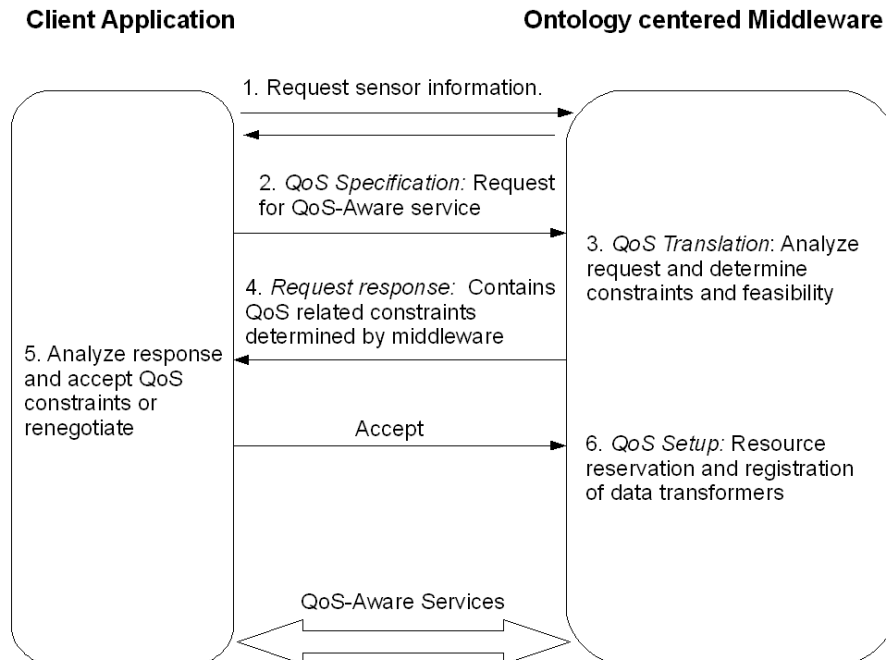 Client Application
Ontology centered Middleware
1. Request sensor information.
2. QoS Specification: Request
for QoS-Aware service
3. QoS Translation: Analyze
request and determine
constraints and feasibility
4. Request response: Contains
QoS related constraints
determined by middleware
5. Analyze response
and accept QoS
constraints or
renegotiate
Accept
6. QoS Setup: Resource
reservation and registration
of data transformers
QoS-Aware Services